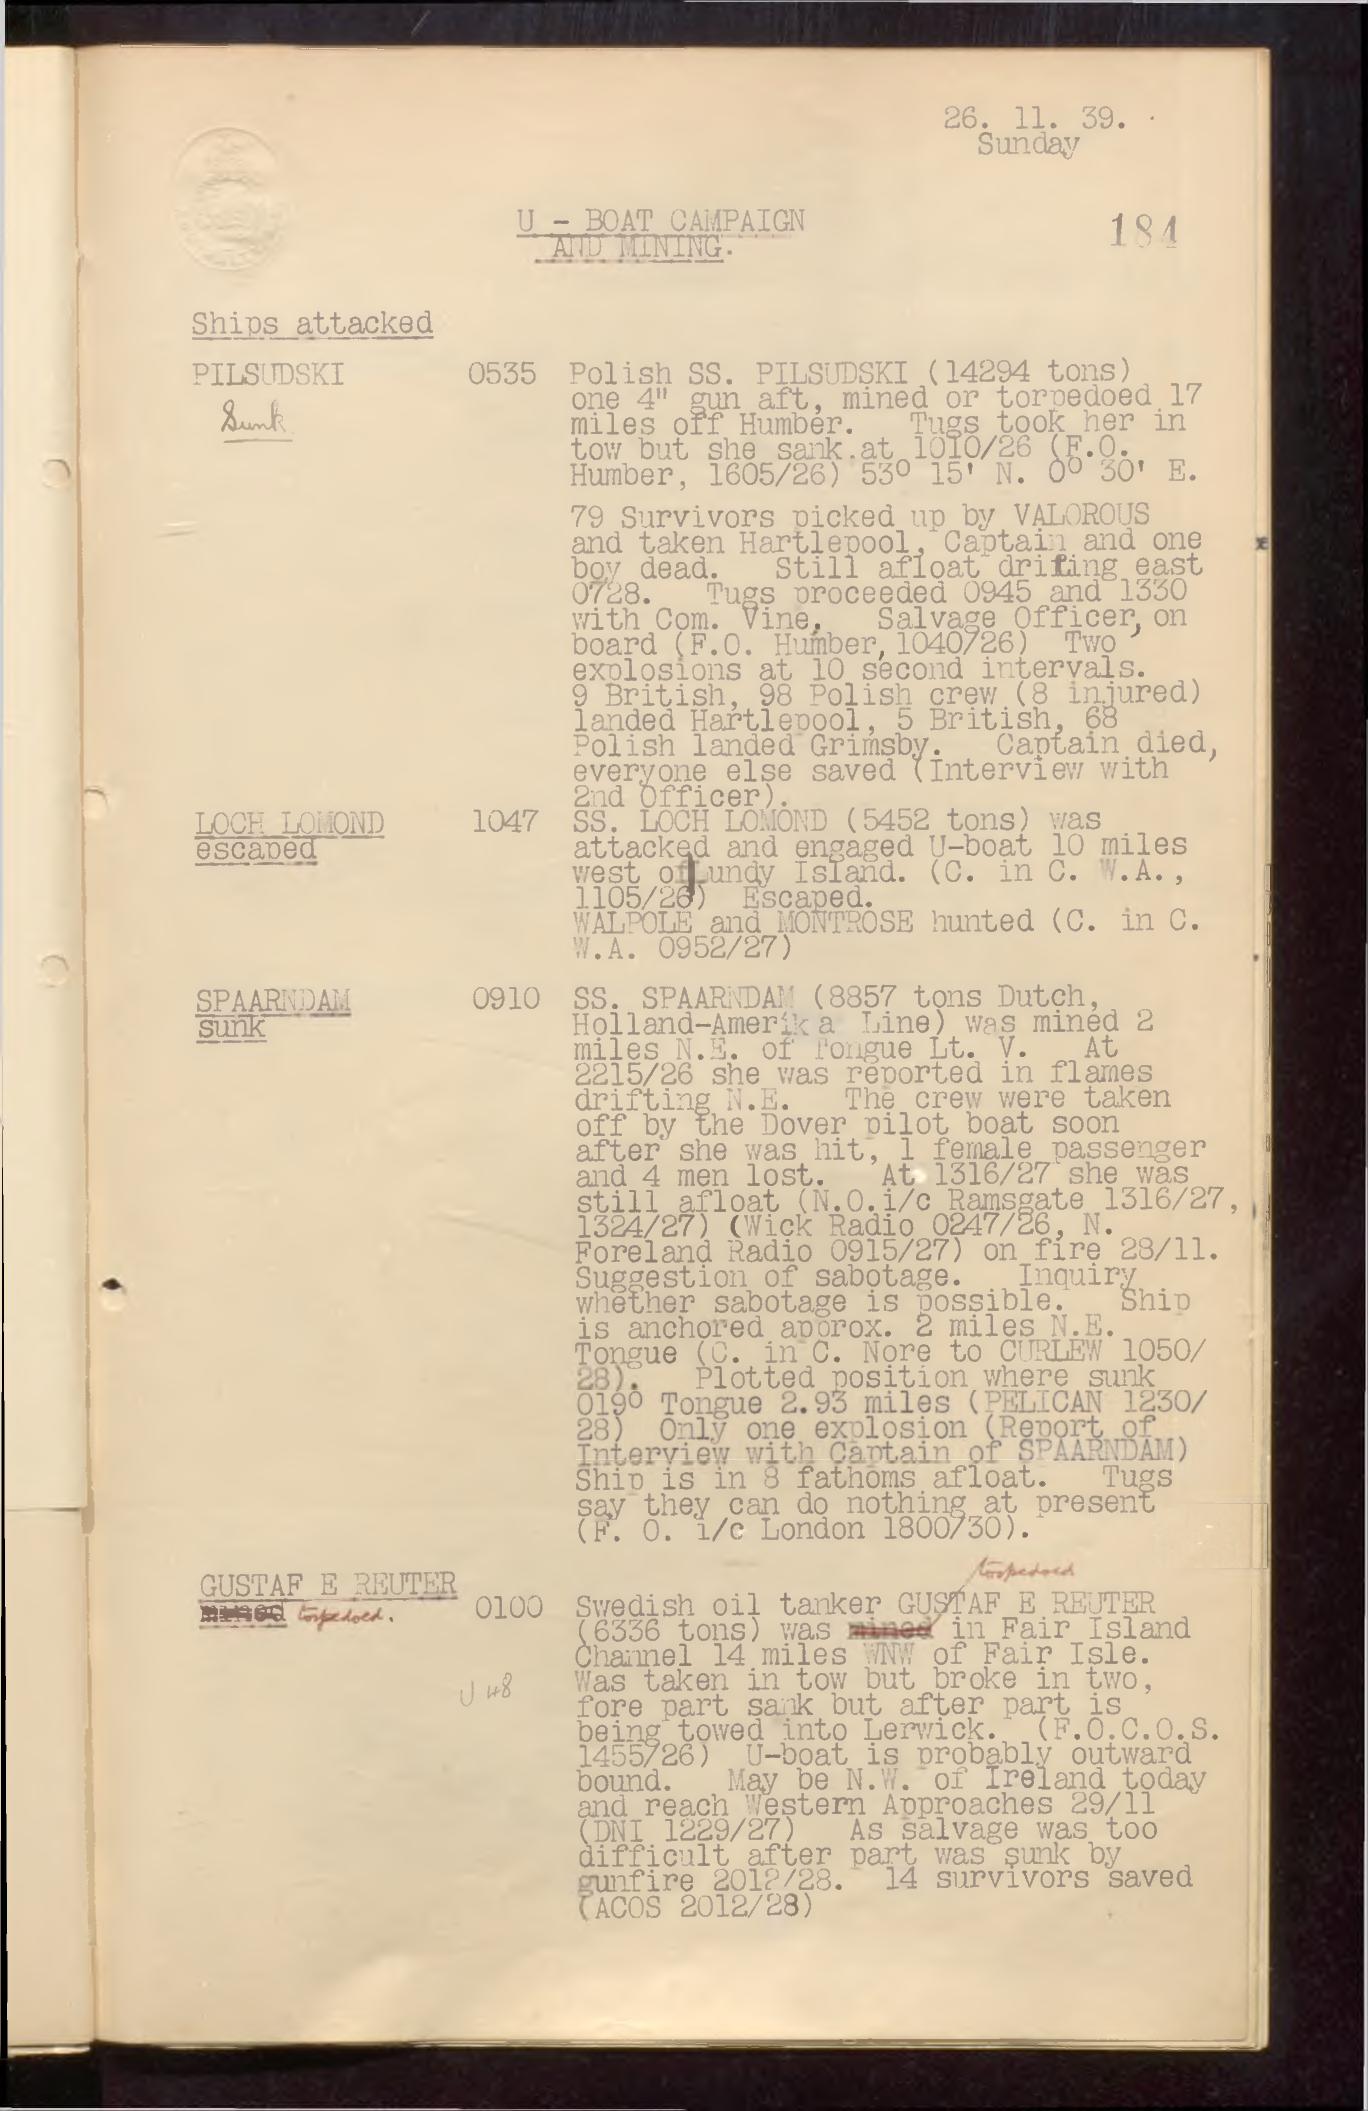 26. 11. 39.
Sunday
U - BOAT CAMPAIGN
AND MINING.
184
Ships attacked
PILSUDSKI 0535 Polish SS. PILSUDSKI (14294 tons)
one 4" gun aft, mined or torpedoed 17
Sunk
miles off Humber. Tugs took her in
tow but she sank at 1010/26 (F.O.
Humber, 1605/26) 53° 15' N. 0° 30' E.
79 Survivors picked up by VALOROUS
and taken Hartlepool, Captain and one
boy dead. Still afloat drifting east
0728. Tugs proceeded 0945 and 1330
with Com. Vine, Salvage Officer, on
board (F.O. Humber, 1040/26) Two
explosions at 10 second intervals.
9 British, 98 Polish crew (8 injured)
landed Hartlepool, 5 British, 68
Polish landed Grimsby. Captain died,
everyone else saved (Interview with
2nd Officer).
LOCH LOMOND 1047 SS. LOCH LOMOND (5452 tons) was
escaped attacked and engaged U-boat 10 miles
west of Lundy Island. (C. in C. W.A.,
1105/26) Escaped.
WALPOLE and MONTROSE hunted (C. in C.
W.A. 0952/27)
SPAARNDAM 0910 SS. SPAARNDAM (8857 tons Dutch,
sunk Holland-Amerika Line) was mined 2
miles N.E. of Tongue Lt. V. At
2215/26 she was reported in flames
drifting N.E. The crew were taken
off by the Dover pilot boat soon
after she was hit, 1 female passenger
and 4 men lost. At 1316/27 she was
still afloat (N.O.i/c Ramsgate 1316/27,
1324/27) (Wick Radio 0247/26, N.
Foreland Radio 0915/27) on fire 28/11.
Suggestion of sabotage. Inquiry
whether sabotage is possible. Ship
is anchored approx. 2 miles N.E.
Tongue (C. in C. Nore to CURLEW 1050/
28). Plotted position where sunk
019° Tongue 2.93 miles (PELICAN 1230/
28) Only one explosion (Report of
Interview with Captain of SPAARNDAM)
Ship is in 8 fathoms afloat. Tugs
say they can do nothing at present
(F. O. i/c London 1800/30).
GUSTAF E REUTER
torpedoed
mined torpedoed. 0100 Swedish oil tanker GUSTAF E REUTER
(6336 tons) was mined in Fair Island
Channel 14 miles WNW of Fair Isle.
Was taken in tow but broke in two,
U 48
fore part sank but after part is
being towed into Lerwick. (F.O.C.O.S.
1455/26) U-boat is probably outward
bound. May be N.W. of Ireland today
and reach Western Approaches 29/11
(DNI 1229/27) As salvage was too
difficult after part was sunk by
gunfire 2012/28. 14 survivors saved
(ACOS 2012/28)